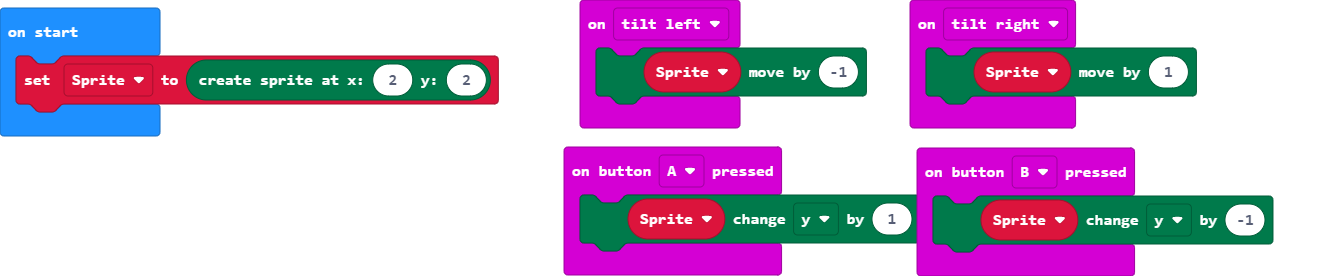 on start
set Sprite to create sprite at x: 2 y: 2
on tilt left
Sprite move by -1
on tilt right
Sprite move by 1
on button A pressed
Sprite change y by 1
on button B pressed
Sprite change y by -1